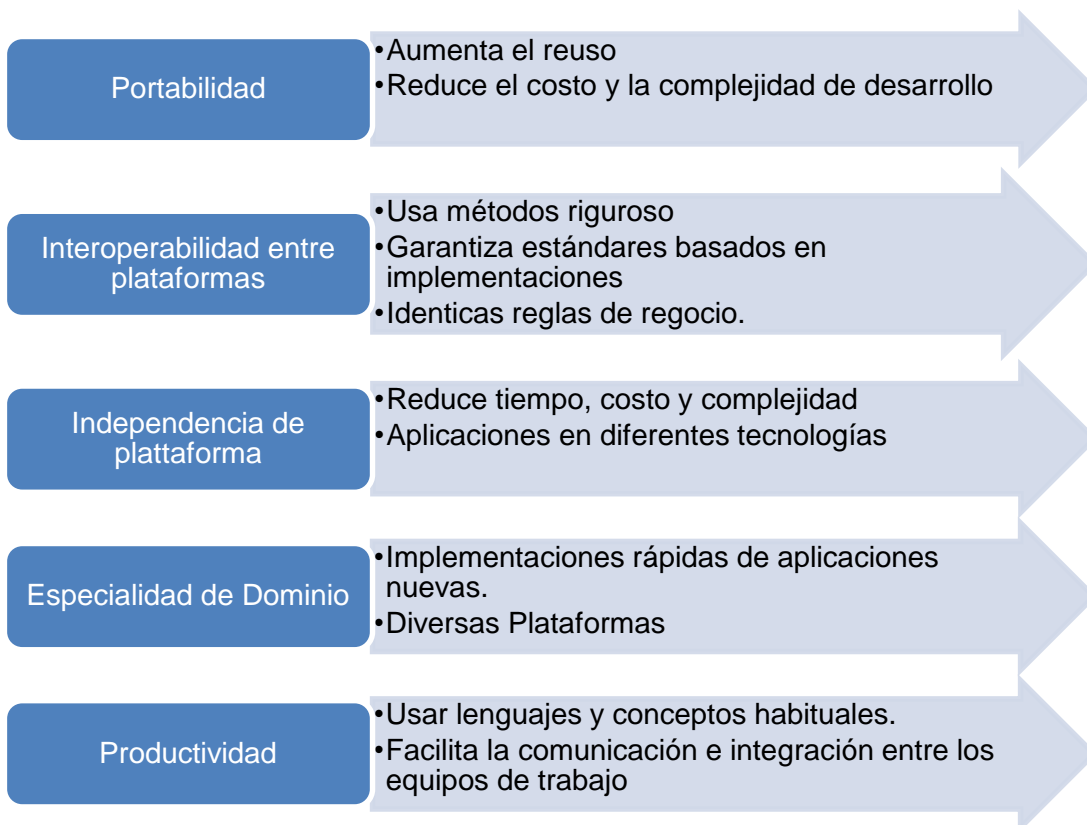 Portabilidad
•Aumenta el reuso
•Reduce el costo y la complejidad de desarrollo
Interoperabilidad entre
plataformas
•Usa métodos riguroso
•Garantiza estándares basados en
implementaciones
•Identicas reglas de regocio.
Independencia de
plattaforma
•Reduce tiempo, costo y complejidad
•Aplicaciones en diferentes tecnologías
Especialidad de Dominio
•Implementaciones rápidas de aplicaciones
nuevas.
•Diversas Plataformas
Productividad
•Usar lenguajes y conceptos habituales.
•Facilita la comunicación e integración entre los
equipos de trabajo